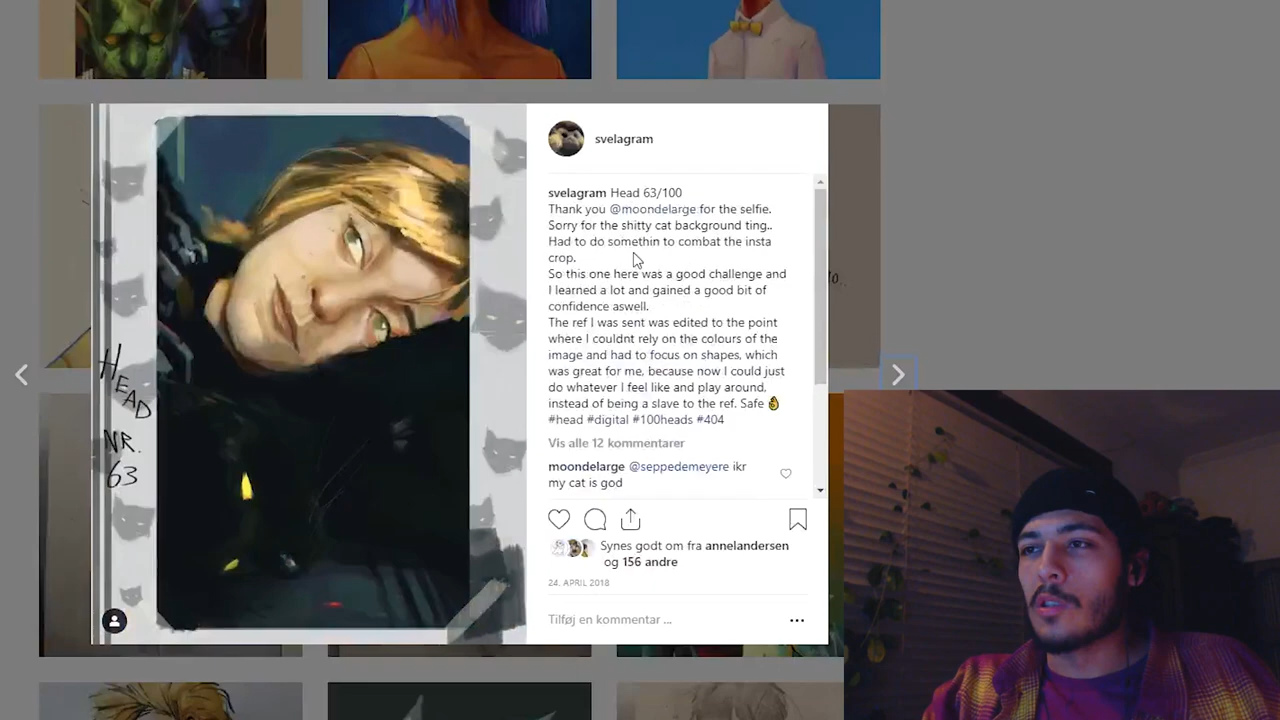 svelagram
svelagram Head 63/100
Thank you @moondelarge for the selfie.
Sorry for the shitty cat background ting..
Had to do somethin to combat the insta
crop.
So this one here was a good challenge and
I learned a lot and gained a good bit of
confidence aswell.
The ref I was sent was edited to the point
where I couldnt rely on the colours of the
image and had to focus on shapes, which
was great for me, because now I could just
do whatever I feel like and play around,
instead of being a slave to the ref. Safe 👌
#head #digital #100heads #404
Vis alle 12 kommentarer
moondelarge @seppedemeyere ikr
my cat is god
Synes godt om fra annelandersen
og 156 andre
24. APRIL 2018
Tilføj en kommentar ...
HEAD
NR.
63